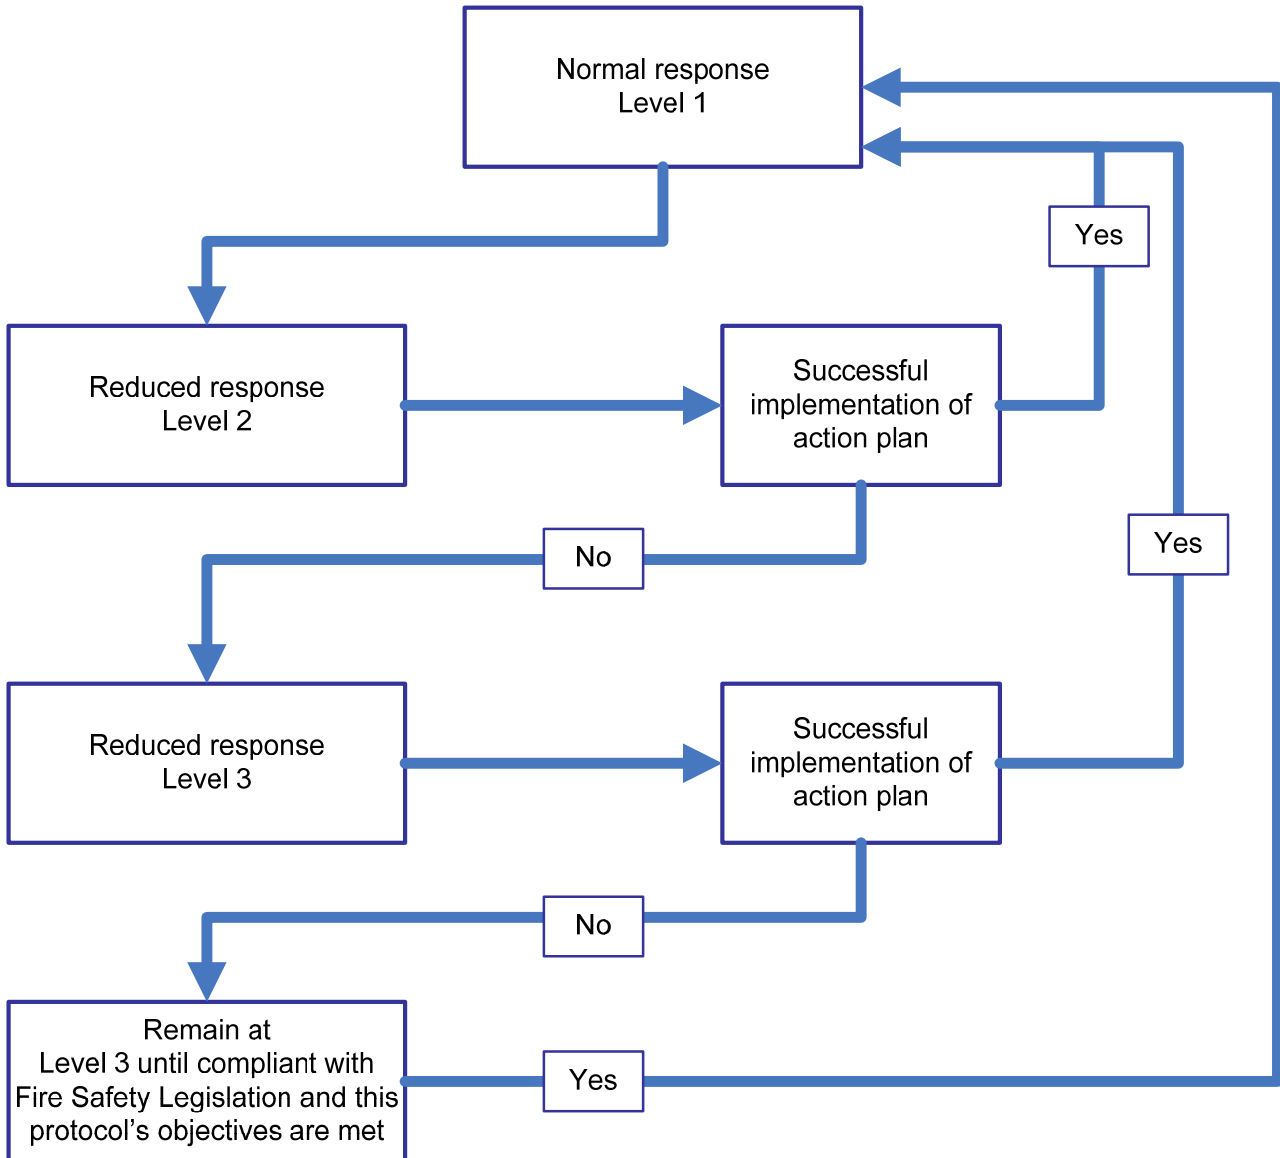 Normal response
Level 1
Yes
Reduced response
Level 2
Successful
implementation of
action plan
Yes
No
Reduced response
Level 3
Successful
implementation of
action plan
No
Remain at
Level 3 until compliant with
Fire Safety Legislation and this
protocol’s objectives are met
Yes